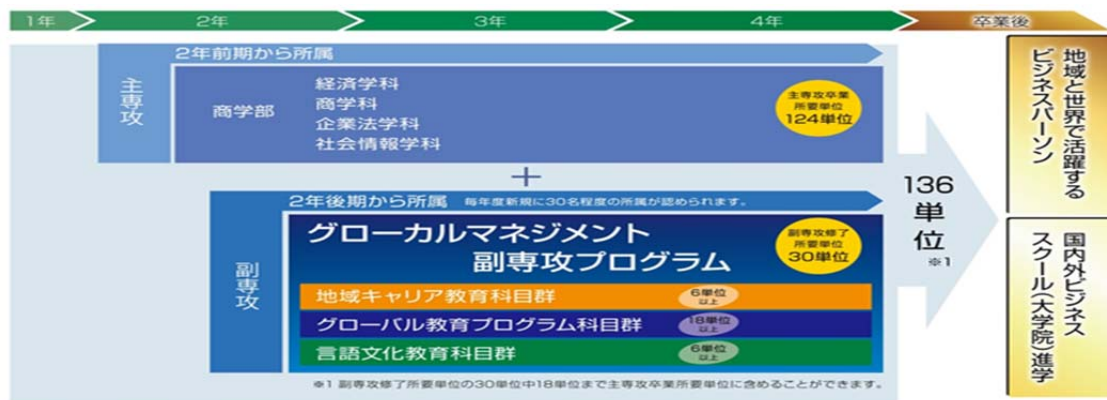 1年
2年
3年
4年
卒業後
主専攻
2年前期から所属
商学部
経済学科
商学科
企業法学科
社会情報学科
主専攻卒業
所要単位
124単位
+
副専攻
2年後期から所属 毎年度新規に30名程度の所属が認められます。
グローカルマネジメント
副専攻プログラム
副専攻修了
所要単位
30単位
地域キャリア教育科目群
6単位
以上
グローバル教育プログラム科目群
18単位
以上
言語文化教育科目群
6単位
以上
※1 副専攻修了所要単位の30単位中18単位まで主専攻卒業所要単位に含めることができます。
136
単
位
※1
地域と世界で活躍する
ビジネスパーソン
国内外ビジネス
スクール(大学院)進学